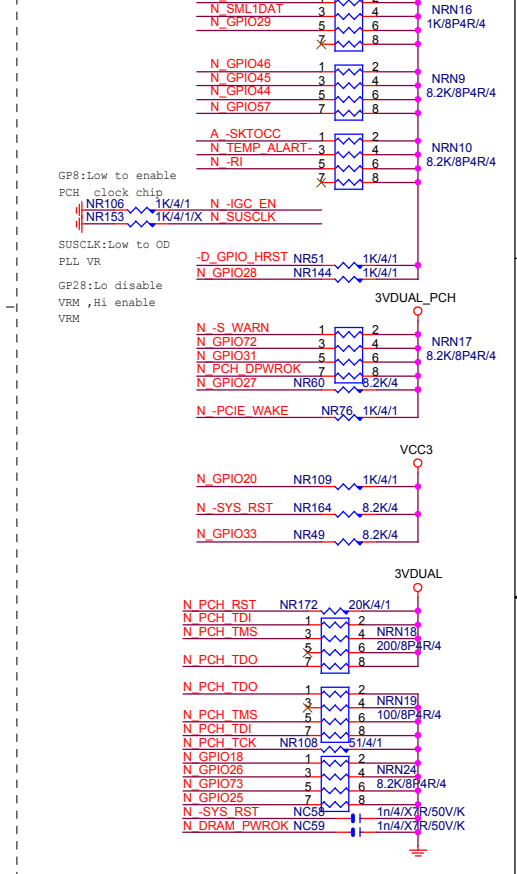 N_SML1DAT 3 4 NRN16
N_GPIO29 5 6 1K/8P4R/4
7 8
N_GPIO46 1 2
N_GPIO45 3 4 NRN9
N_GPIO44 5 6 8.2K/8P4R/4
N_GPIO57 7 8
A_-SKTOCC 1 2
N_TEMP_ALART- 3 4 NRN10
N_-RI 5 6 8.2K/8P4R/4
7 8
GP8:Low to enable
PCH clock chip
NR106 1K/4/1 N_-IGC_EN
NR153 1K/4/1/X N_SUSCLK
SUSCLK:Low to OD
PLL VR
-D_GPIO_HRST NR51 1K/4/1
N_GPIO28 NR144 1K/4/1
GP28:Lo disable
VRM ,Hi enable
VRM
3VDUAL_PCH
N_-S_WARN 1 2
N_GPIO72 3 4 NRN17
N_GPIO31 5 6 8.2K/8P4R/4
N_PCH_DPWROK 7 8
N_GPIO27 NR60 8.2K/4
N_-PCIE_WAKE NR76 1K/4/1
VCC3
N_GPIO20 NR109 1K/4/1
N_-SYS_RST NR164 8.2K/4
N_GPIO33 NR49 8.2K/4
3VDUAL
N_PCH_RST NR172 20K/4/1
N_PCH_TDI 1 2
N_PCH_TMS 3 4 NRN18
5 6 200/8P4R/4
N_PCH_TDO 7 8
N_PCH_TDO 1 2
3 4 NRN19
N_PCH_TMS 5 6 100/8P4R/4
N_PCH_TDI 7 8
N_PCH_TCK NR108 51/4/1
N_GPIO18 1 2
N_GPIO26 3 4 NRN24
N_GPIO73 5 6 8.2K/8P4R/4
N_GPIO25 7 8
N_-SYS_RST NC58 1n/4/X7R/50V/K
N_DRAM_PWROK NC59 1n/4/X7R/50V/K